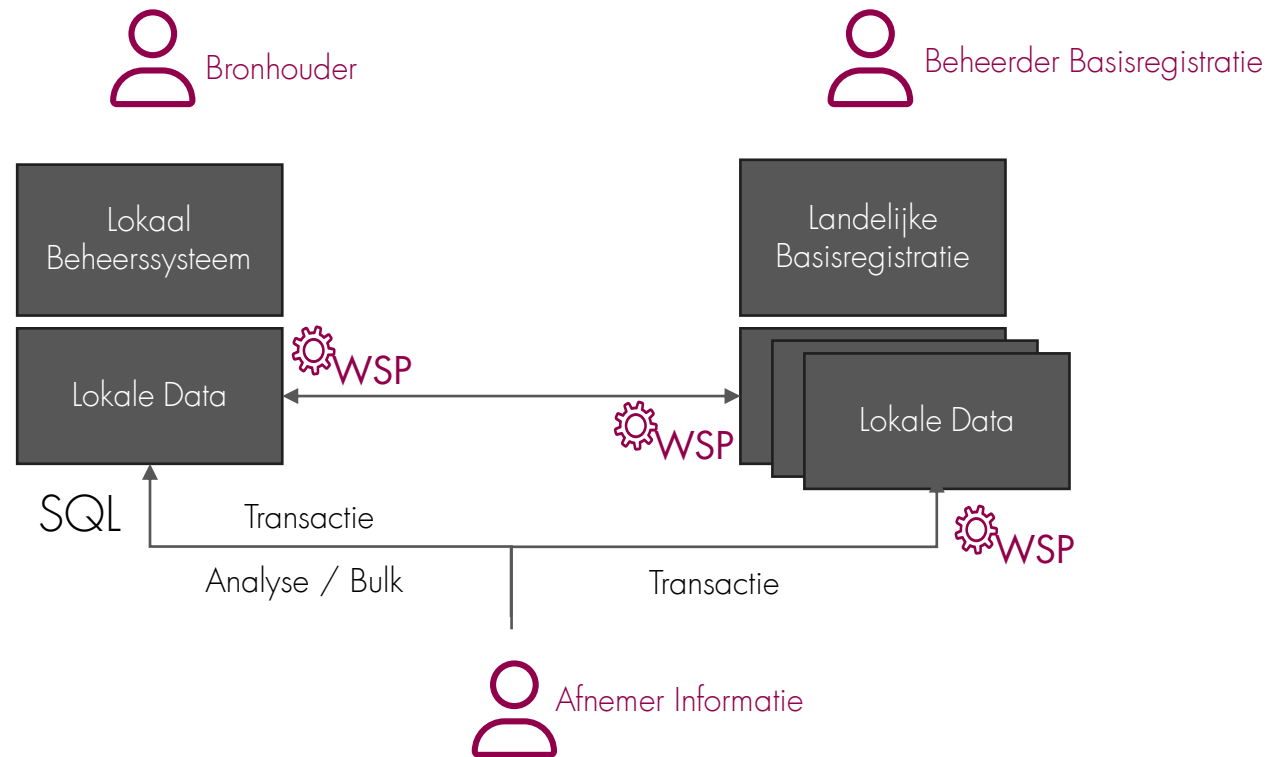 Bronhouder
Beheerder Basisregistratie
Lokaal
Beheerssysteem
Landelijke
Basisregistratie
WSP
Lokale Data
WSP
Lokale Data
SQL
Transactie
WSP
Analyse / Bulk
Transactie
Afnemer Informatie